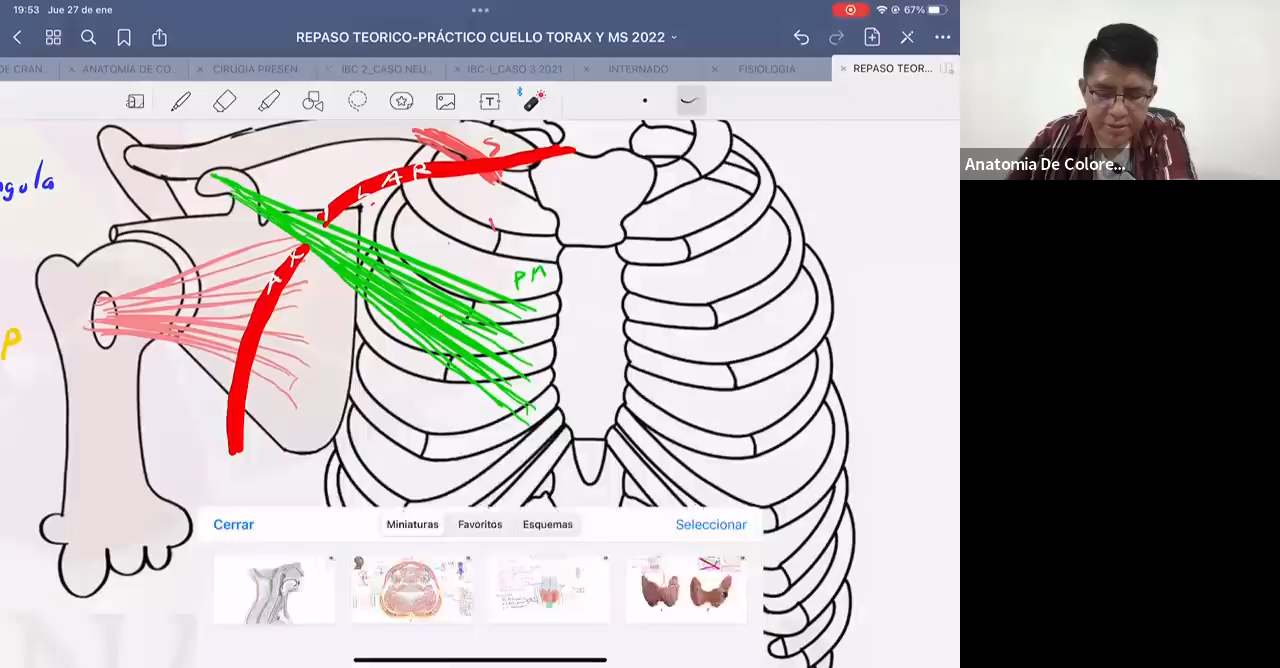 19:53 Jue 27 de ene
67%
REPASO TEORICO-PRÁCTICO CUELLO TORAX Y MS 2022
DE CRAN...
ANATOMÍA DE CO...
CIRUGIA PRESEN
IBC 2_CASO NEU...
IBC-I_CASO 3 2021
INTERNADO
FISIOLOGIA
REPASO TEOR...
Anatomia De Colore...
S
AXILAR
ngula
PM
P
Cerrar
Miniaturas
Favoritos
Esquemas
Seleccionar